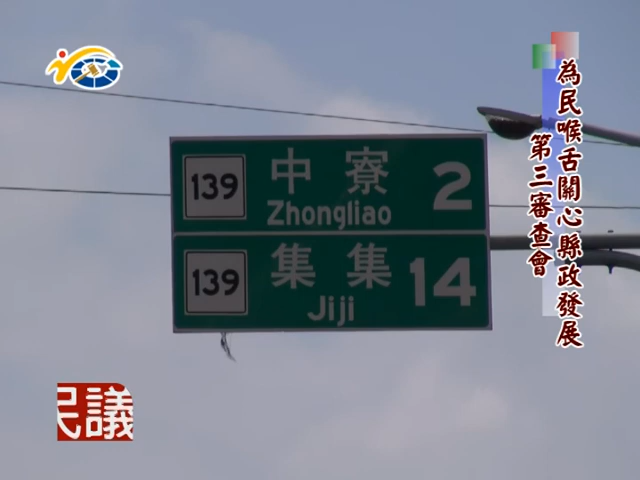 139 中寮 2
Zhongliao
139 集集 14
Jiji
為民喉舌關心縣政發展
第三審查會
民議